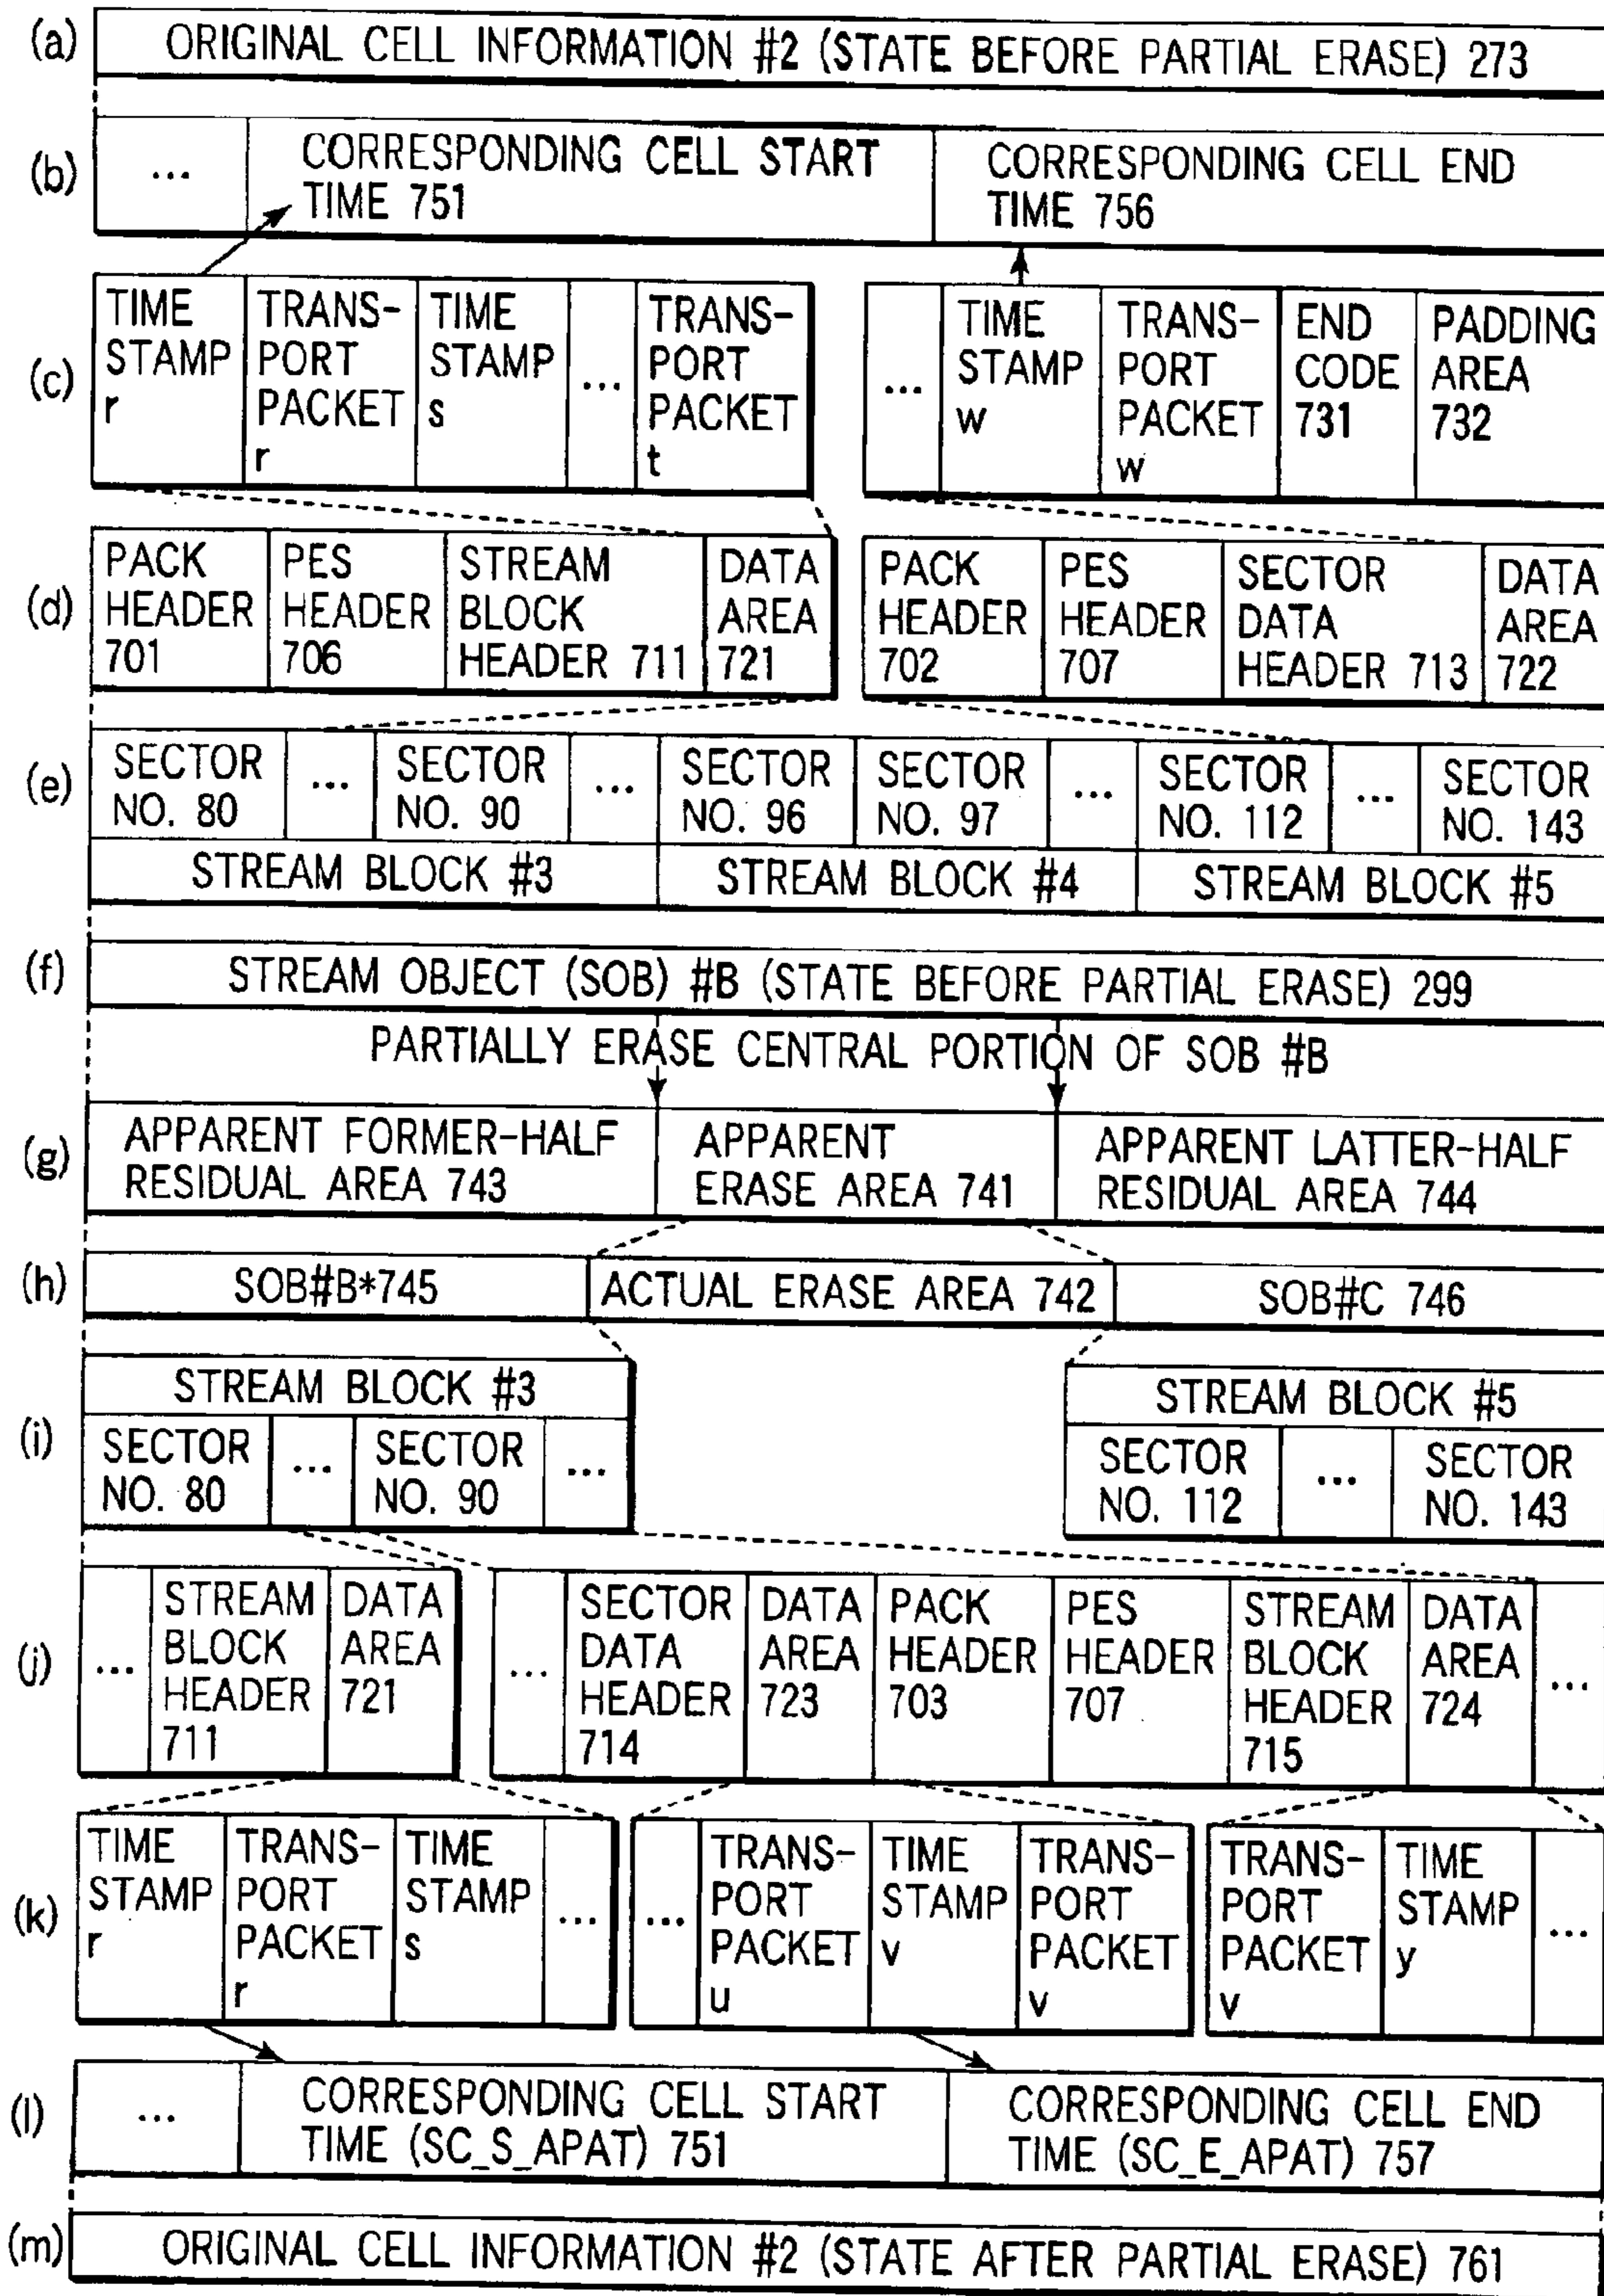 (a) ORIGINAL CELL INFORMATION #2 (STATE BEFORE PARTIAL ERASE) 273
(b) ... CORRESPONDING CELL START TIME 751 CORRESPONDING CELL END TIME 756
(c) TIME STAMP r TRANS-PORT PACKET r TIME STAMP s ... TRANS-PORT PACKET t ... TIME STAMP w TRANS-PORT PACKET w END CODE 731 PADDING AREA 732
(d) PACK HEADER 701 PES HEADER 706 STREAM BLOCK HEADER 711 DATA AREA 721 PACK HEADER 702 PES HEADER 707 SECTOR DATA HEADER 713 DATA AREA 722
(e) SECTOR NO. 80 ... SECTOR NO. 90 ... SECTOR NO. 96 SECTOR NO. 97 ... SECTOR NO. 112 ... SECTOR NO. 143
STREAM BLOCK #3 STREAM BLOCK #4 STREAM BLOCK #5
(f) STREAM OBJECT (SOB) #B (STATE BEFORE PARTIAL ERASE) 299
PARTIALLY ERASE CENTRAL PORTION OF SOB #B
(g) APPARENT FORMER-HALF RESIDUAL AREA 743 APPARENT ERASE AREA 741 APPARENT LATTER-HALF RESIDUAL AREA 744
(h) SOB#B*745 ACTUAL ERASE AREA 742 SOB#C 746
(i) STREAM BLOCK #3 STREAM BLOCK #5
SECTOR NO. 80 ... SECTOR NO. 90 ... SECTOR NO. 112 ... SECTOR NO. 143
(j) ... STREAM BLOCK HEADER 711 DATA AREA 721 ... SECTOR DATA HEADER 714 DATA AREA 723 PACK HEADER 703 PES HEADER 707 STREAM BLOCK HEADER 715 DATA AREA 724 ...
(k) TIME STAMP r TRANS-PORT PACKET r TIME STAMP s ... ... TRANS-PORT PACKET u TIME STAMP v TRANS-PORT PACKET v TRANS-PORT PACKET v TIME STAMP y ...
(l) ... CORRESPONDING CELL START TIME (SC_S_APAT) 751 CORRESPONDING CELL END TIME (SC_E_APAT) 757
(m) ORIGINAL CELL INFORMATION #2 (STATE AFTER PARTIAL ERASE) 761